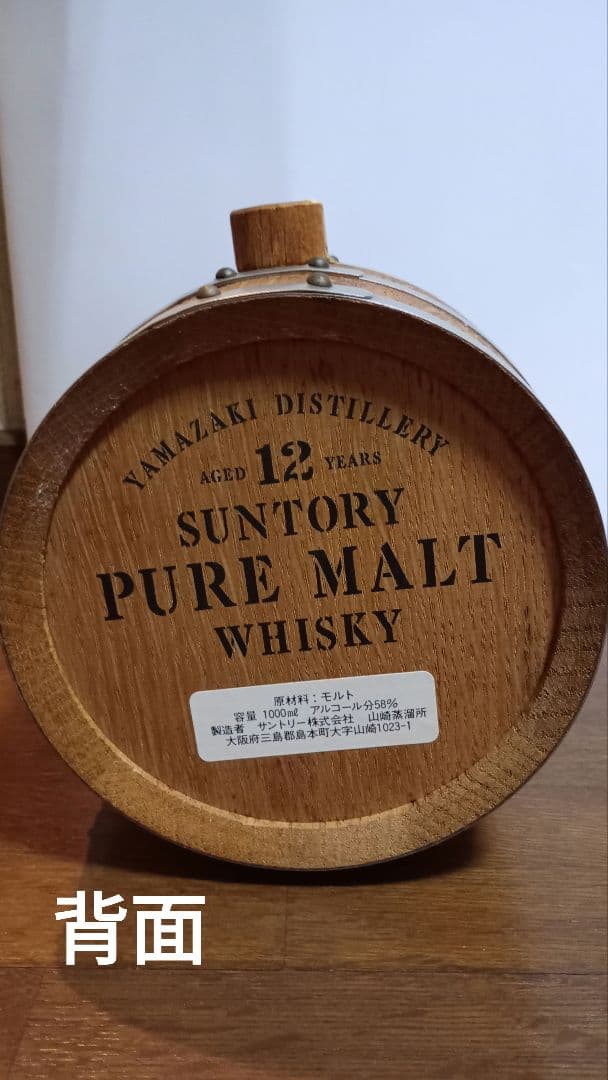 YAMAZAKI DISTILLERY
AGED 12 YEARS
SUNTORY
PURE MALT
WHISKY
原材料：モルト
容量 1000㎖ アルコール分58%
製造者 サントリー株式会社 山崎蒸溜所
大阪府三島郡島本町大字山崎1023-1
背面